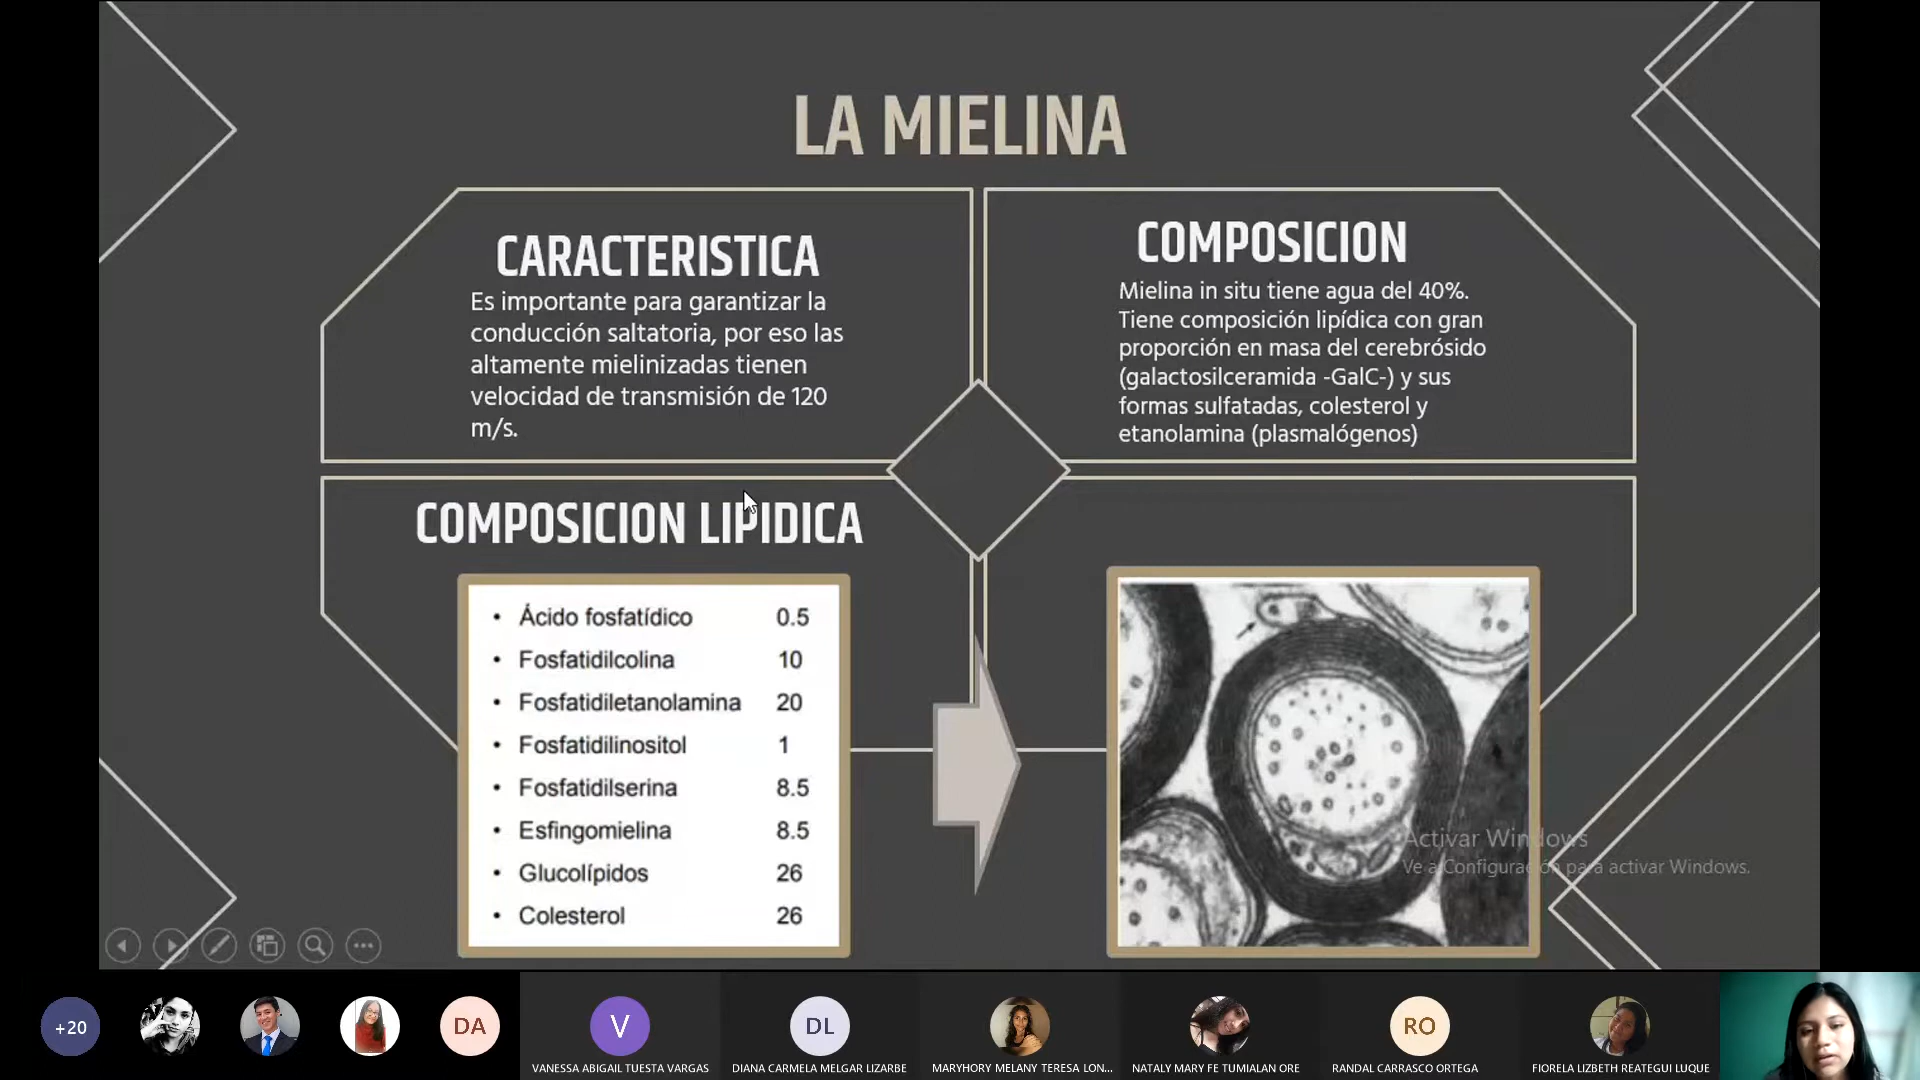 LA MIELINA
CARACTERISTICA
Es importante para garantizar la
conducción saltatoria, por eso las
altamente mielinizadas tienen
velocidad de transmisión de 120
m/s.
COMPOSICION
Mielina in situ tiene agua del 40%.
Tiene composición lipídica con gran
proporción en masa del cerebrósido
(galactosilceramida -GalC-) y sus
formas sulfatadas, colesterol y
etanolamina (plasmalógenos)
COMPOSICION LIPIDICA
• Ácido fosfatídico 0.5
• Fosfatidilcolina 10
• Fosfatidiletanolamina 20
• Fosfatidilinositol 1
• Fosfatidilserina 8.5
• Esfingomielina 8.5
• Glucolípidos 26
• Colesterol 26
Activar Windows
Ve a Configuración para activar Windows.
+20
DA
V
DL
RO
VANESSA ABIGAIL TUESTA VARGAS
DIANA CARMELA MELGAR LIZARBE
MARYHORY MELANY TERESA LON...
NATALY MARY FE TUMIALAN ORE
RANDAL CARRASCO ORTEGA
FIORELA LIZBETH REATEGUI LUQUE